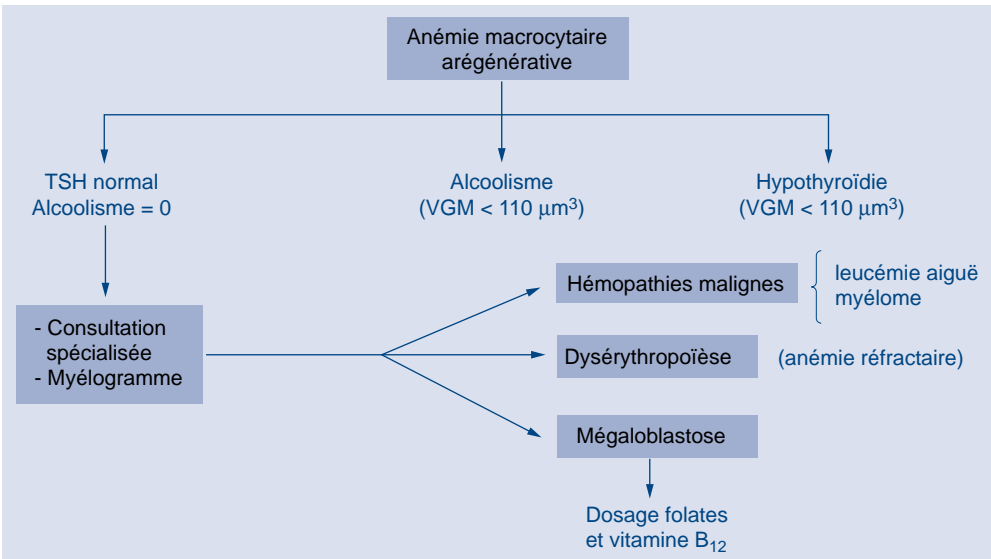 Anémie macrocytaire
arégénérative
TSH normal
Alcoolisme = 0
Alcoolisme
(VGM < 110 μm³)
Hypothyroïdie
(VGM < 110 μm³)
- Consultation
spécialisée
- Myélogramme
Hémopathies malignes
leucémie aiguë
myélome
Dysérythropoïèse
(anémie réfractaire)
Mégaloblastose
Dosage folates
et vitamine B₁₂